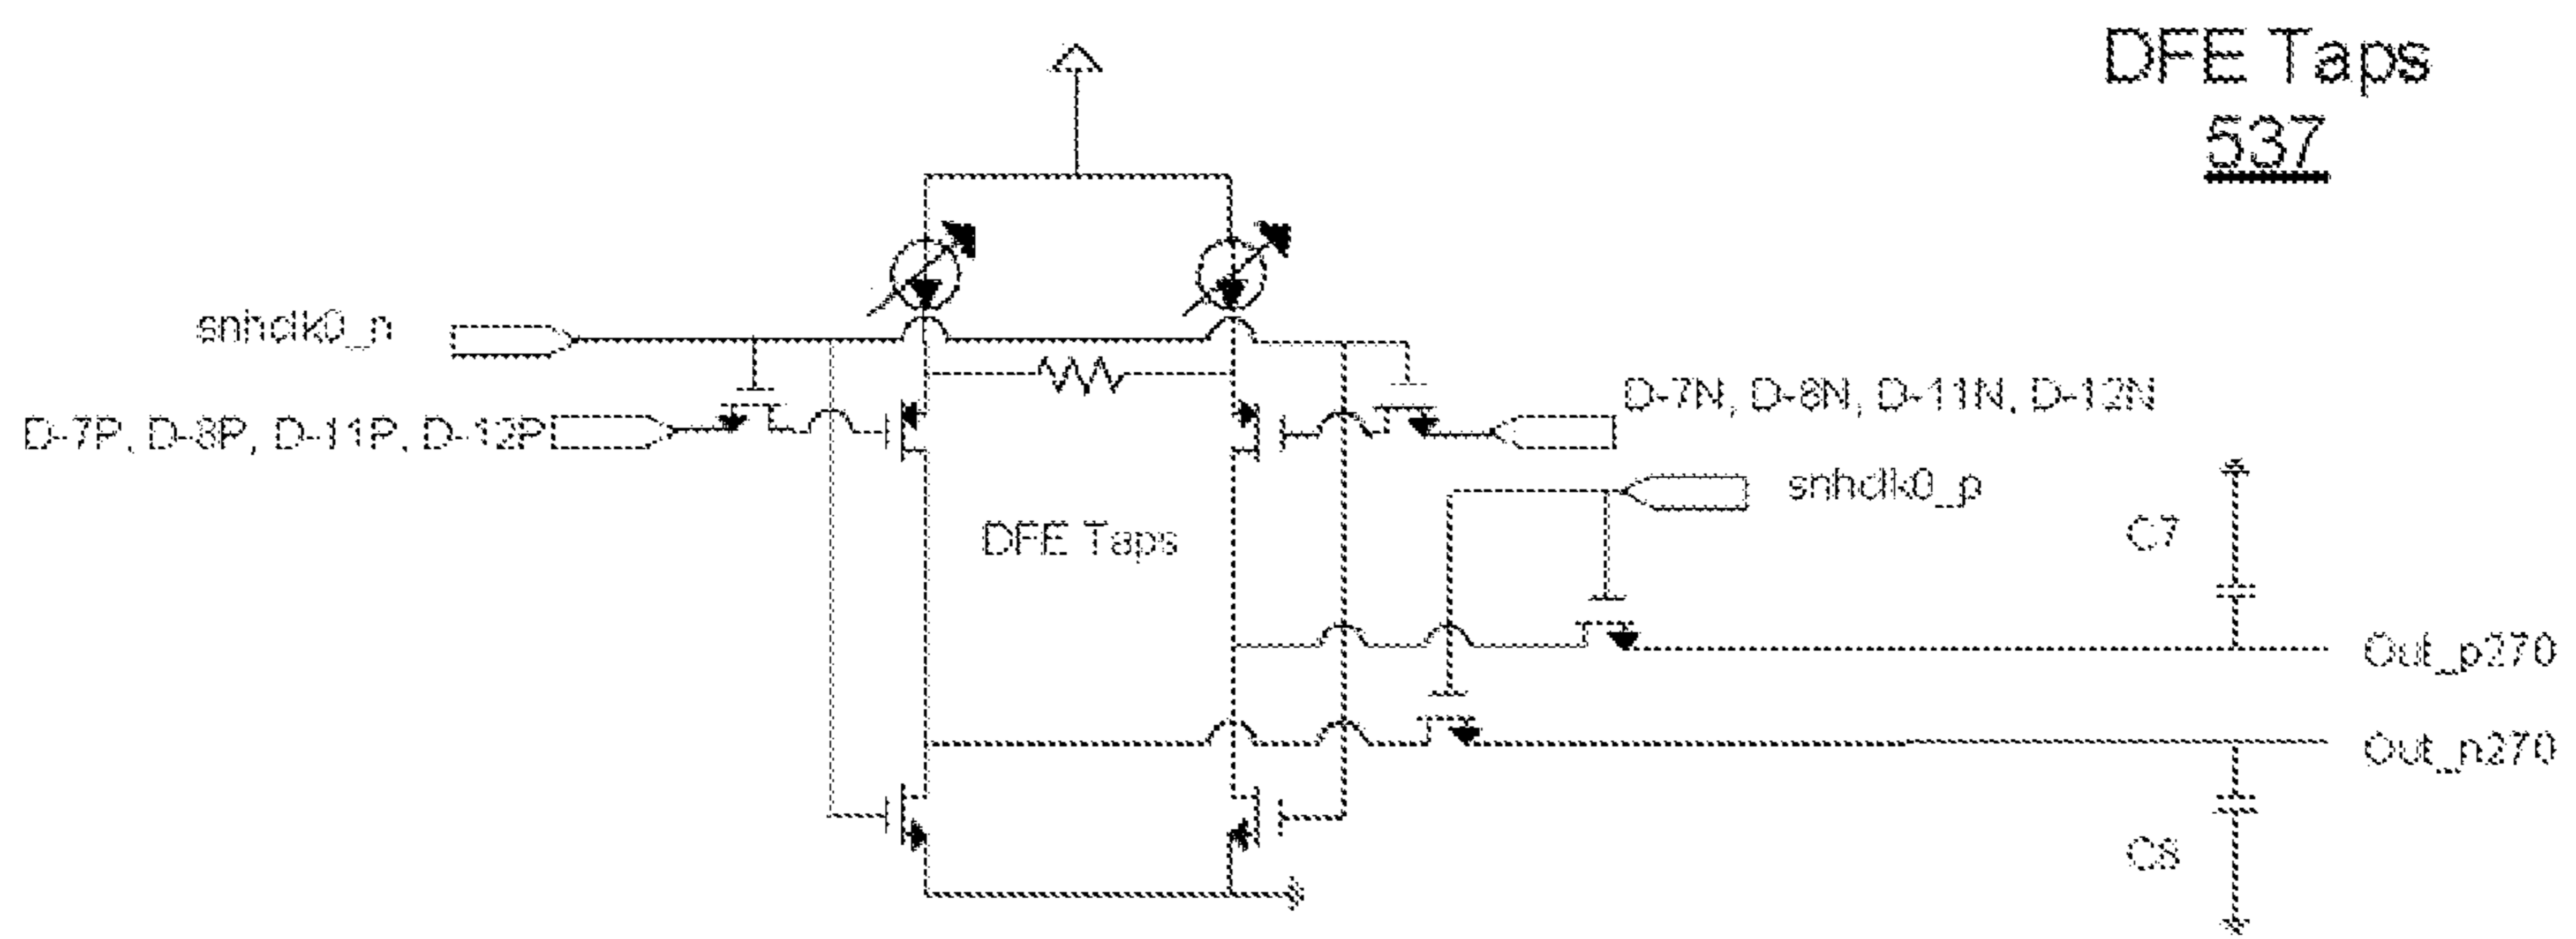 DFE Taps
537
snhclk0_n
D-7P, D-8P, D-11P, D-12P
D-7N, D-8N, D-11N, D-12N
snhclk0_p
DFE Taps
C7
Out_p270
Out_n270
C8